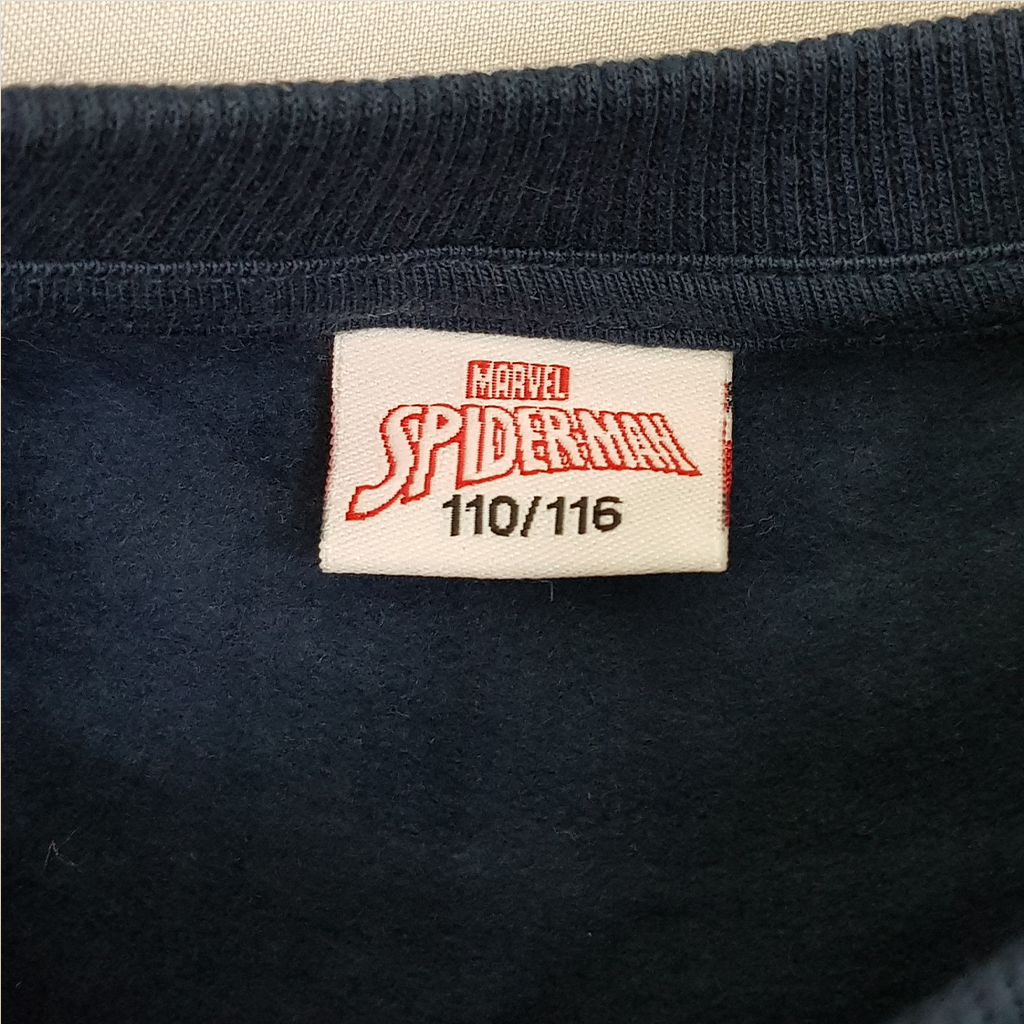 MARVEL
SPIDER-MAN
110/116